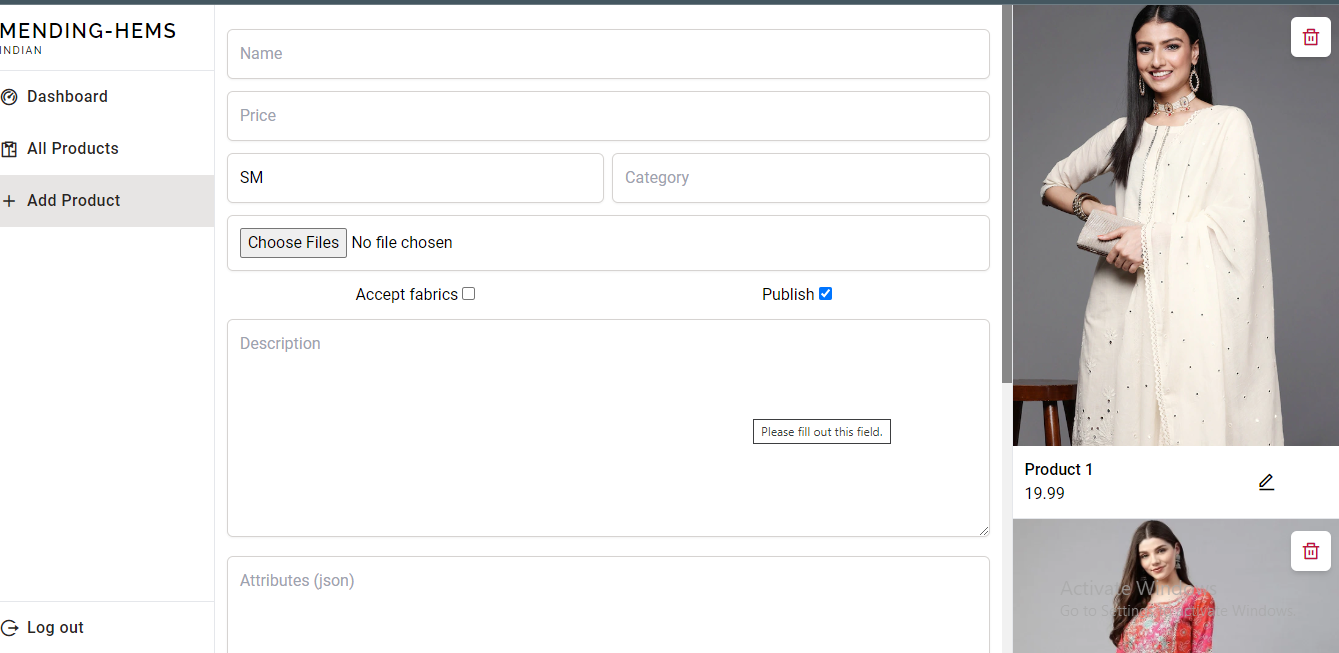 MENDING-HEMS
INDIAN
Dashboard
All Products
Add Product
Log out
Name
Price
SM
Category
Choose Files No file chosen
Accept fabrics
Publish
Description
Please fill out this field.
Attributes (json)
Product 1
19.99
Activate Windows
Go to Settings to activate Windows.